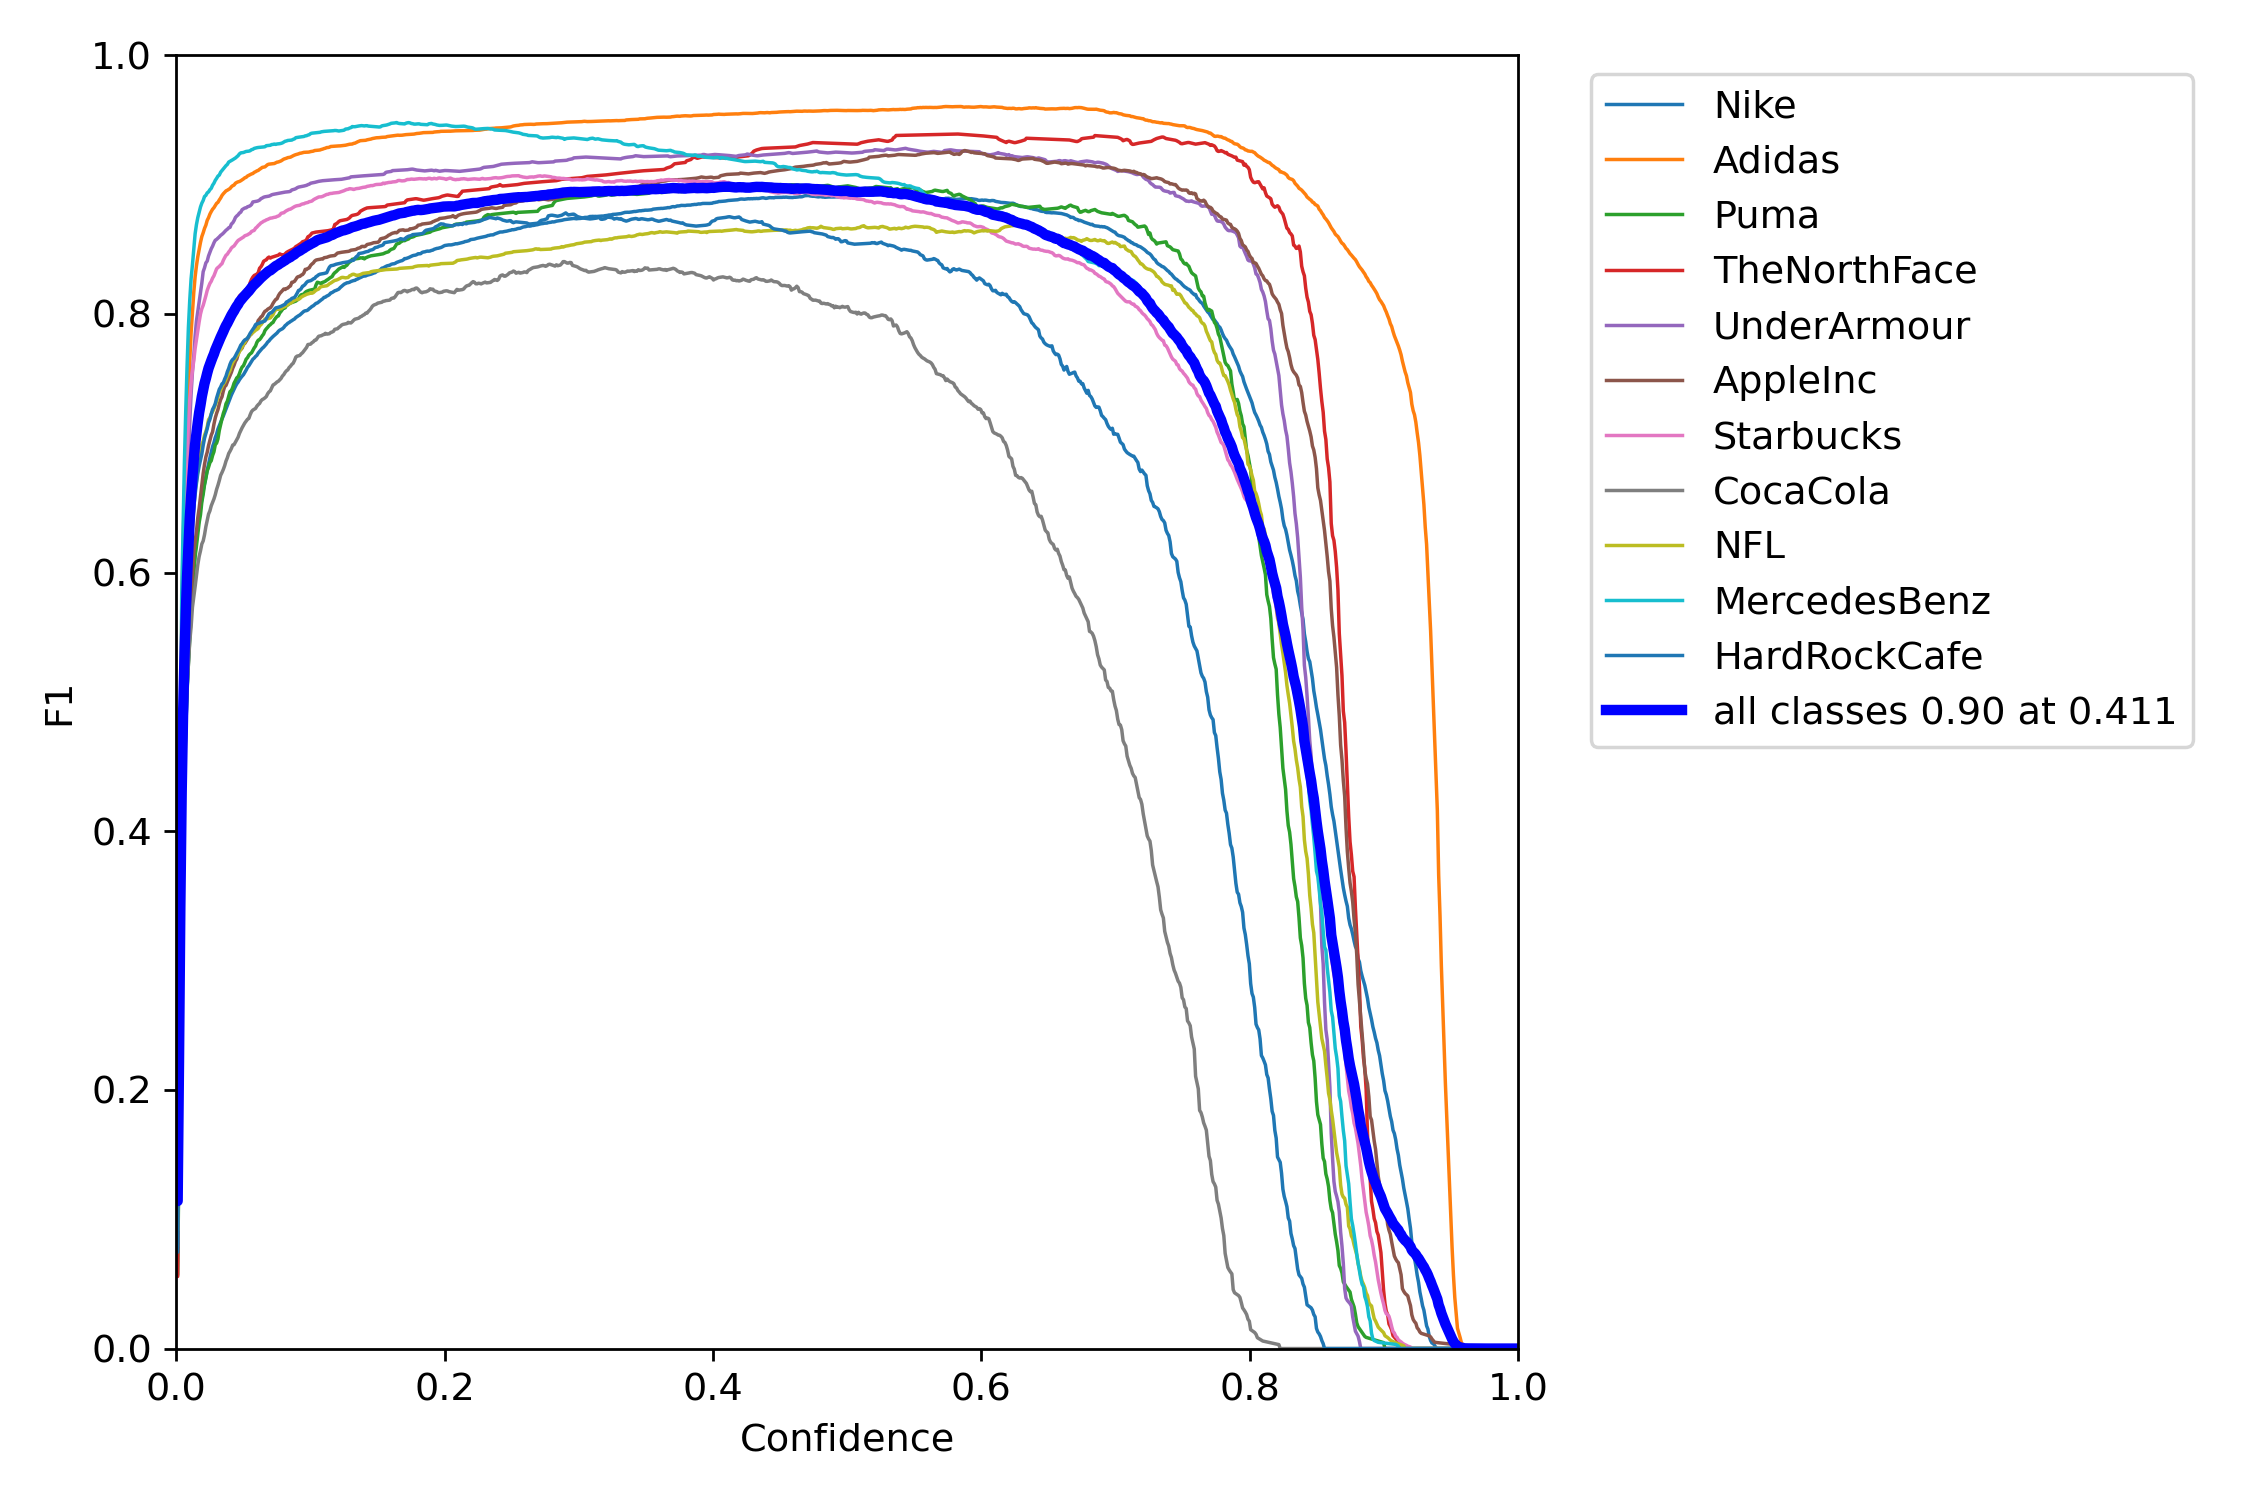 1.0
0.8
0.6
0.4
0.2
0.0
F1
0.0 0.2 0.4 0.6 0.8 1.0
Confidence
Nike
Adidas
Puma
TheNorthFace
UnderArmour
AppleInc
Starbucks
CocaCola
NFL
MercedesBenz
HardRockCafe
all classes 0.90 at 0.411